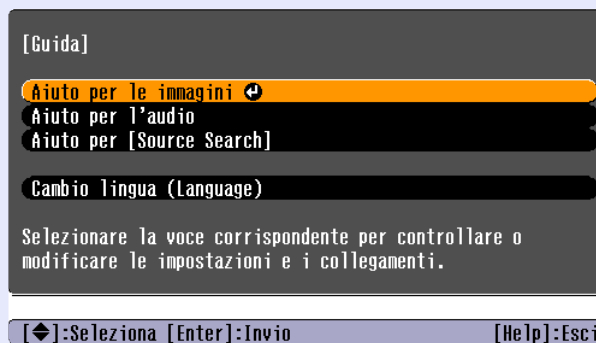 [Guida]
Aiuto per le immagini
Aiuto per l'audio
Aiuto per [Source Search]
Cambio lingua (Language)
Selezionare la voce corrispondente per controllare o
modificare le impostazioni e i collegamenti.
[◆]:Seleziona [Enter]:Invio [Help]:Esci